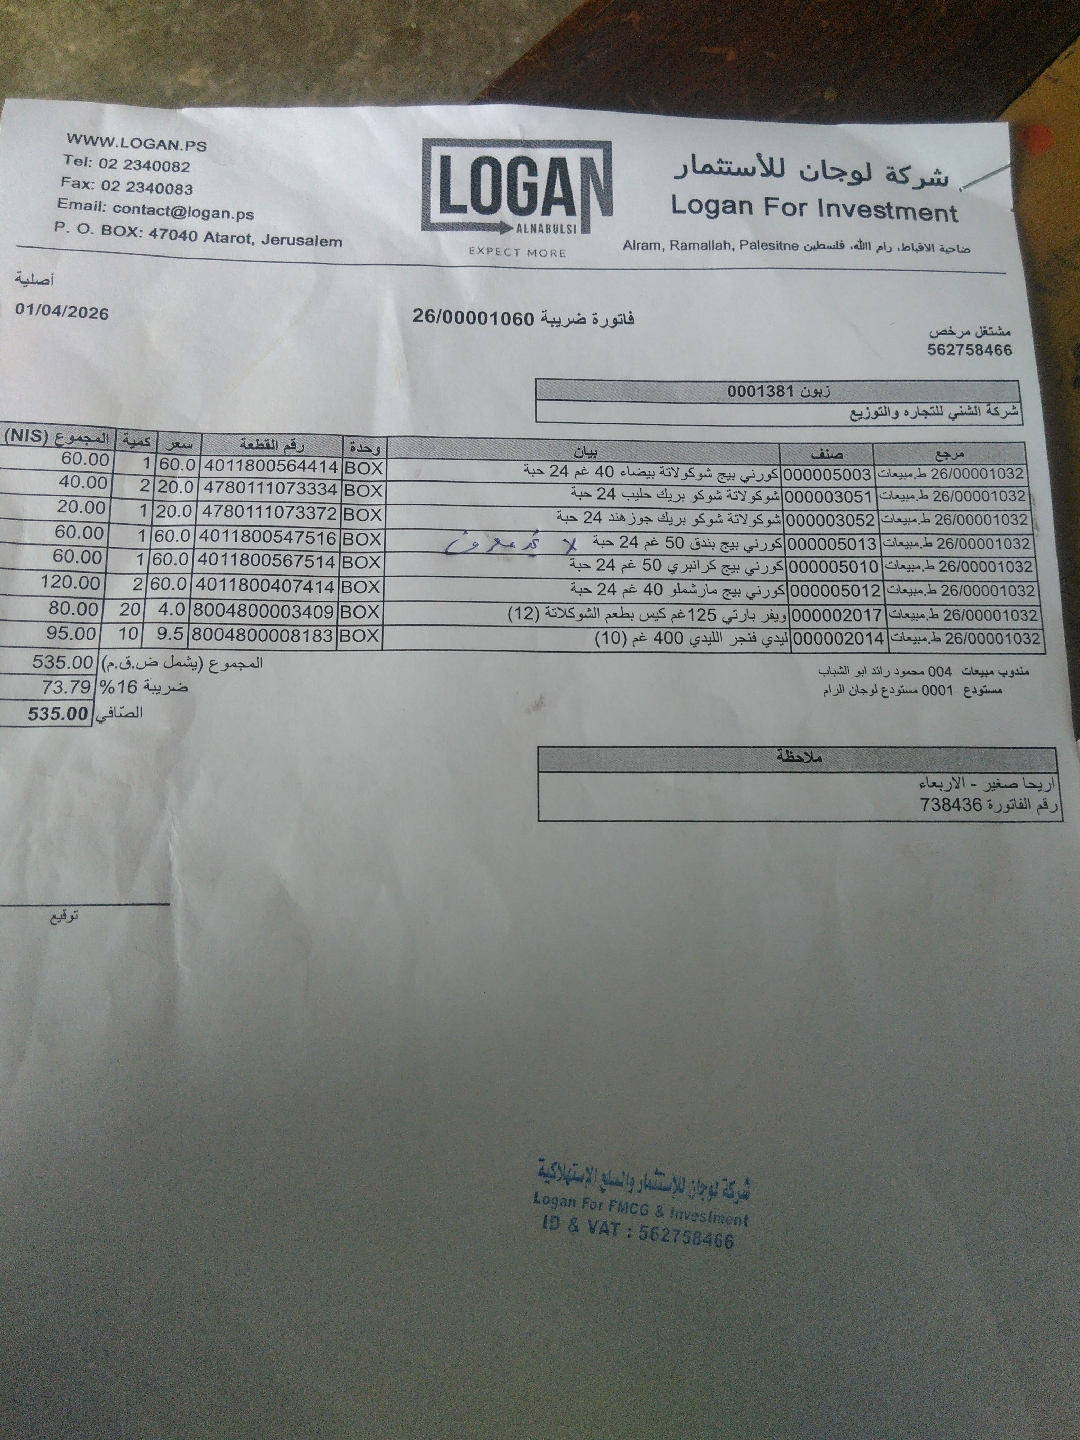 WWW.LOGAN.PS
Tel: 02 2340082
Fax: 02 2340083
Email: contact@logan.ps
P. O. BOX: 47040 Atarot, Jerusalem
LOGAN
ALNABULSI
EXPECT MORE
شركة لوجان للأستثمار
Logan For Investment
Alram, Ramallah, Palesitne ضاحية الاقباط، رام الله، فلسطين
أصلية
01/04/2026
فاتورة ضريبة 26/00001060
مشتغل مرخص
562758466
زبون 0001381
شركة الشني للتجاره والتوزيع
مرجع صنف بيان وحدة رقم القطعة سعر كمية المجموع (NIS)
ط.مبيعات 26/00001032 000005003 كورني بيج شوكولاتة بيضاء 40 غم 24 حبة BOX 4011800564414 60.0 1 60.00
ط.مبيعات 26/00001032 000003051 شوكولاتة شوكو بريك حليب 24 حبة BOX 4780111073334 20.0 2 40.00
ط.مبيعات 26/00001032 000003052 شوكولاتة شوكو بريك جوز هند 24 حبة BOX 4780111073372 20.0 1 20.00
ط.مبيعات 26/00001032 000005013 كورني بيج بندق 50 غم 24 حبة لا BOX 4011800547516 60.0 1 60.00
ط.مبيعات 26/00001032 000005010 كورني بيج كرانبري 50 غم 24 حبة BOX 4011800567514 60.0 1 60.00
ط.مبيعات 26/00001032 000005012 كورني بيج مارشملو 40 غم 24 حبة BOX 4011800407414 60.0 2 120.00
ط.مبيعات 26/00001032 000002017 ويفر بارتي 125غم كيس بطعم الشوكلاتة (12) BOX 8004800003409 4.0 20 80.00
ط.مبيعات 26/00001032 000002014 ليدي فنجر الليدي 400 غم (10) BOX 8004800008183 9.5 10 95.00
المجموع (يشمل ض.ق.م) 535.00
ضريبة 16% 73.79
الصّافي 535.00
مندوب مبيعات 004 محمود رائد ابو الشباب
مستودع 0001 مستودع لوجان الرام
ملاحظة
اريحا صغير - الاربعاء
رقم الفاتورة 738436
توقيع
شركة لوجان للإستثمار والسلع الإستهلاكية
Logan For FMCG & Investment
ID & VAT : 562758466